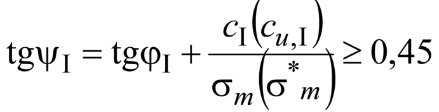 tgψ_I = tgφ_I + c_I(c_{u,I}) / σ_m(σ*_m) ≥ 0,45